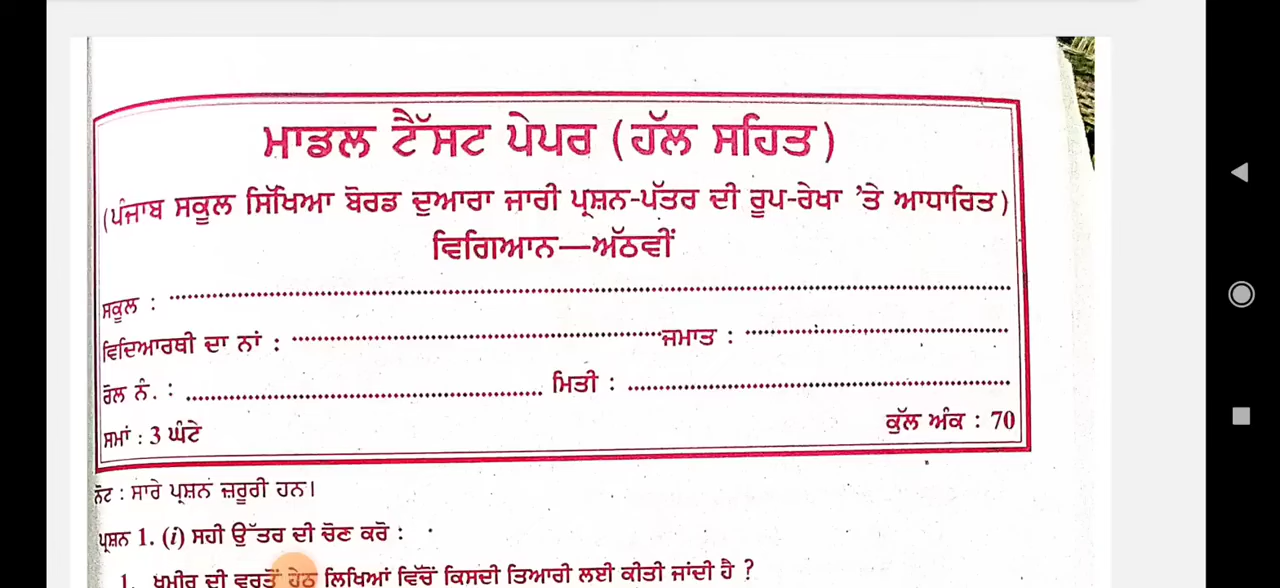 ਮਾਡਲ ਟੈੱਸਟ ਪੇਪਰ (ਹੱਲ ਸਹਿਤ)
(ਪੰਜਾਬ ਸਕੂਲ ਸਿੱਖਿਆ ਬੋਰਡ ਦੁਆਰਾ ਜਾਰੀ ਪ੍ਰਸ਼ਨ-ਪੱਤਰ ਦੀ ਰੂਪ-ਰੇਖਾ 'ਤੇ ਆਧਾਰਿਤ)
ਵਿਗਿਆਨ—ਅੱਠਵੀਂ
ਸਕੂਲ :
ਵਿਦਿਆਰਥੀ ਦਾ ਨਾਂ : ਜਮਾਤ :
ਰੋਲ ਨੰ. : ਮਿਤੀ :
ਸਮਾਂ : 3 ਘੰਟੇ ਕੁੱਲ ਅੰਕ : 70
ਨੋਟ : ਸਾਰੇ ਪ੍ਰਸ਼ਨ ਜ਼ਰੂਰੀ ਹਨ।
ਪ੍ਰਸ਼ਨ 1. (i) ਸਹੀ ਉੱਤਰ ਦੀ ਚੋਣ ਕਰੋ :
1. ਖ਼ਮੀਰ ਦੀ ਵਰਤੋਂ ਹੇਠ ਲਿਖਿਆਂ ਵਿੱਚੋਂ ਕਿਸਦੀ ਤਿਆਰੀ ਲਈ ਕੀਤੀ ਜਾਂਦੀ ਹੈ ?